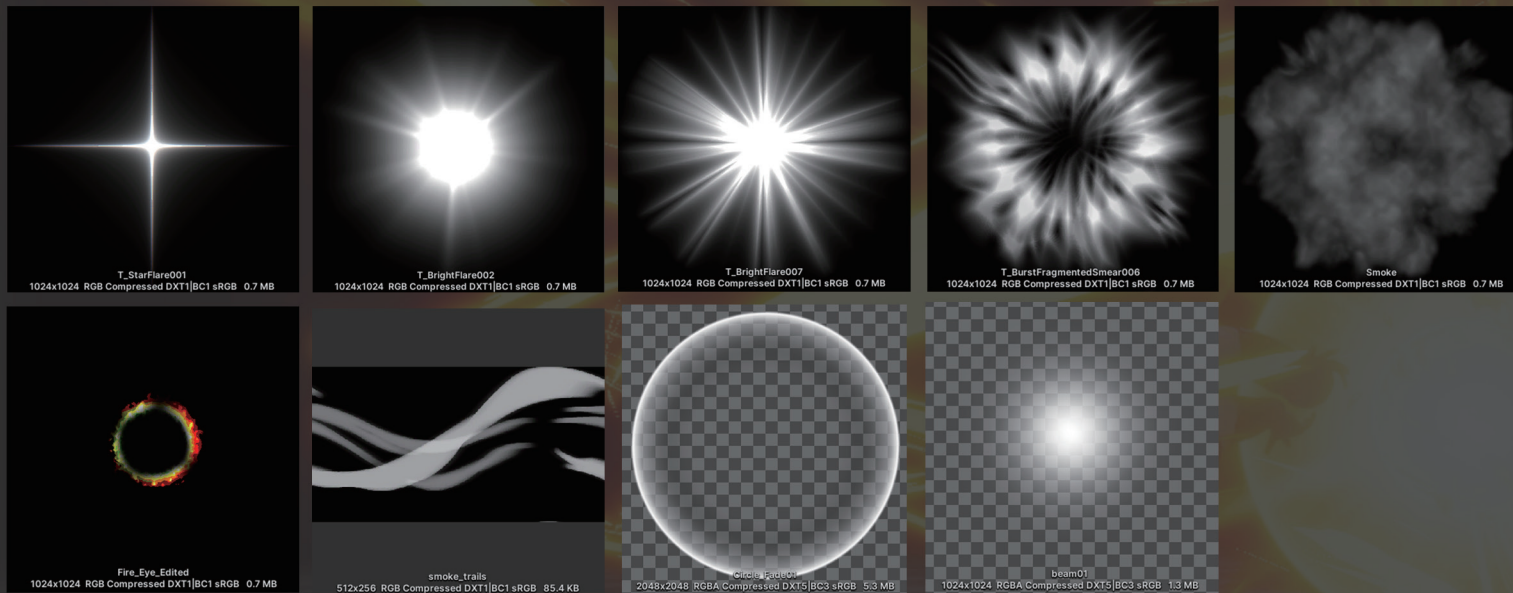 T_StarFlare001
1024x1024 RGB Compressed DXT1|BC1 sRGB 0.7 MB
T_BrightFlare002
1024x1024 RGB Compressed DXT1|BC1 sRGB 0.7 MB
T_BrightFlare007
1024x1024 RGB Compressed DXT1|BC1 sRGB 0.7 MB
T_BurstFragmentedSmear006
1024x1024 RGB Compressed DXT1|BC1 sRGB 0.7 MB
Smoke
1024x1024 RGB Compressed DXT1|BC1 sRGB 0.7 MB
Fire_Eye_Edited
1024x1024 RGB Compressed DXT1|BC1 sRGB 0.7 MB
smoke_trails
512x256 RGB Compressed DXT1|BC1 sRGB 85.4 KB
2048x2048 RGBA Compressed DXT5|BC3 sRGB 5.3 MB
beam01
1024x1024 RGBA Compressed DXT5|BC3 sRGB 1.3 MB